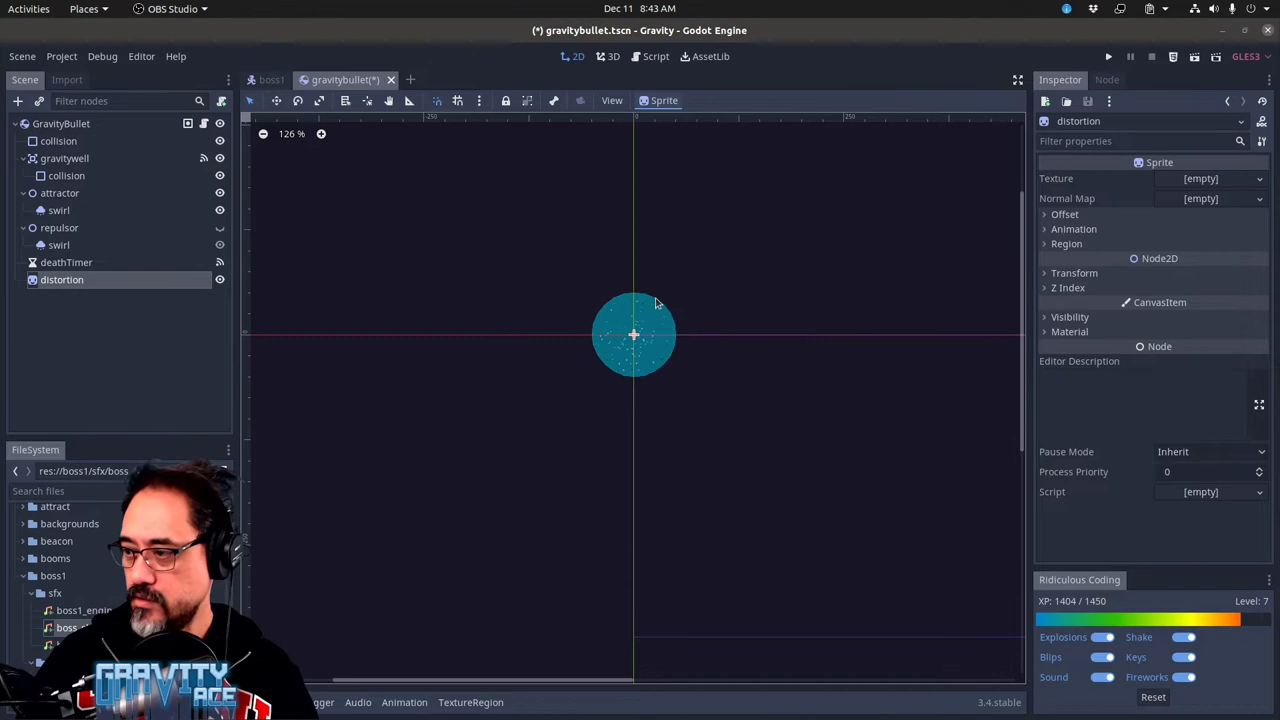 Activities
Places
OBS Studio
Dec 11 8:43 AM
(*) gravitybullet.tscn - Gravity - Godot Engine
Scene Project Debug Editor Help
2D 3D Script AssetLib
GLES3
Scene Import
boss1
gravitybullet(*)
Inspector Node
Filter nodes
View
Sprite
GravityBullet
collision
gravitywell
collision
attractor
swirl
repulsor
swirl
deathTimer
distortion
-250 0 250
126 %
distortion
Filter properties
Sprite
Texture [empty]
Normal Map [empty]
Offset
Animation
Region
Node2D
Transform
Z Index
CanvasItem
Visibility
Material
Node
Editor Description
Pause Mode Inherit
Process Priority 0
Script [empty]
FileSystem
res://boss1/sfx/boss
Search files
attract
backgrounds
beacon
booms
boss1
sfx
boss1_engin
GRAVITY
ACE
Audio Animation TextureRegion
3.4.stable
Ridiculous Coding
XP: 1404 / 1450 Level: 7
Explosions Shake
Blips Keys
Sound Fireworks
Reset